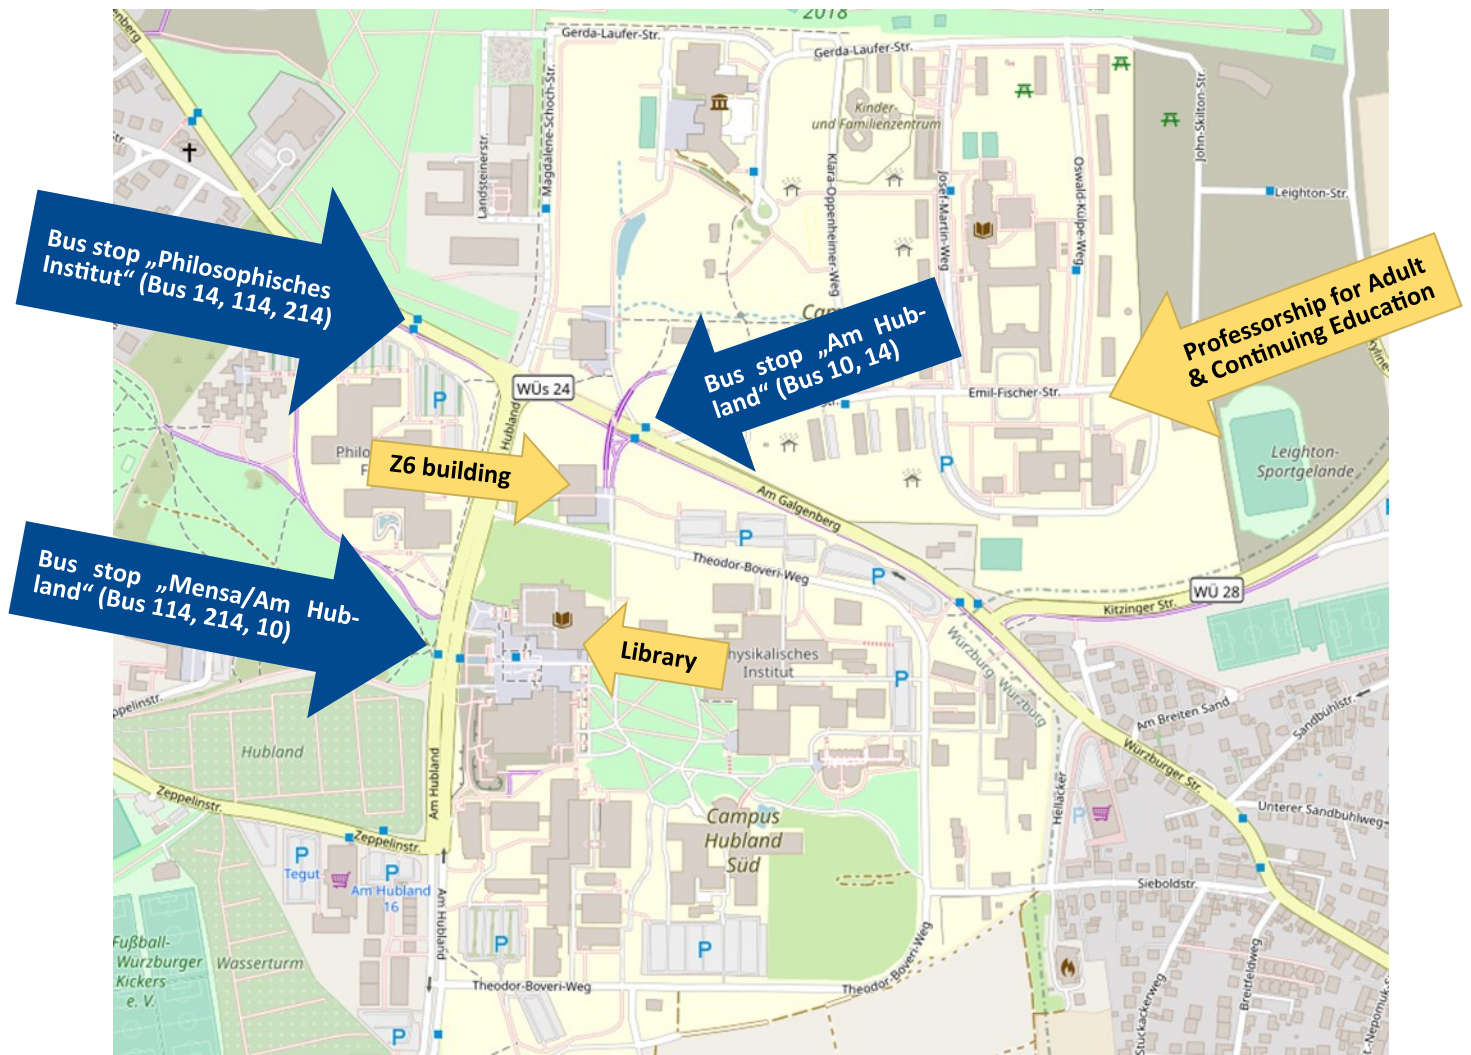 2018
Gerda-Laufer-Str.
Gerda-Laufer-Str.
Magdalene-Schoch-Str.
Landsteinerstr.
Kinder-
und Familienzentrum
Klara-Oppenheimer-Weg
Josef-Martin-Weg
Oswald-Külpe-Weg
John-Skilton-Str.
Leighton-Str.
Bus stop „Philosophisches
Institut“ (Bus 14, 114, 214)
Bus stop „Am Hub-
land“ (Bus 10, 14)
Professorship for Adult
& Continuing Education
WÜs 24
P
Hubland
Emil-Fischer-Str.
Leighton-
Sportgelände
Z6 building
P
Am Galgenberg
P
Theodor-Boveri-Weg
P
WÜ 28
Kitzinger Str.
Bus stop „Mensa/Am Hub-
land“ (Bus 114, 214, 10)
Library
Physikalisches
Institut
P
Würzburg
Würzburg
Am Breiten Sand
Sandbühlstr.
Hubland
Am Hubland
Würzburger Str.
Zeppelinstr.
Zeppelinstr.
Campus
Hubland
Süd
Hellacker
P
Unterer Sandbühlweg
P
Tegut
P
Am Hubland
16
Am Hubland
Sieboldstr.
P
P
Fußball-
Würzburger
Kickers
e. V.
Wasserturm
Theodor-Boveri-Weg
Theodor-Boveri-Weg
Theodor-Boveri-Weg
Stuckackerweg
Breitfeldweg
P